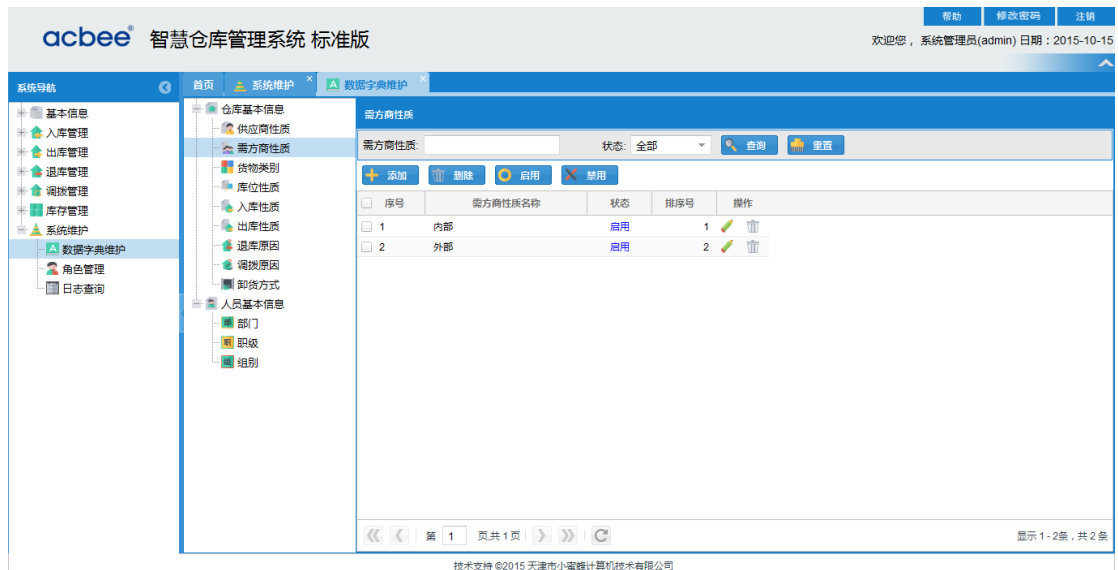 帮助 修改密码 注销
acbee® 智慧仓库管理系统 标准版
欢迎您，系统管理员(admin) 日期：2015-10-15
系统导航
首页 系统维护 数据字典维护
基本信息
入库管理
出库管理
退库管理
调拨管理
库存管理
系统维护
数据字典维护
角色管理
日志查询
仓库基本信息
供应商性质
需方商性质
货物类别
库位性质
入库性质
出库性质
退库原因
调拨原因
卸货方式
人员基本信息
部门
职级
组别
需方商性质
需方商性质: 状态: 全部 查询 重置
添加 删除 启用 禁用
序号 需方商性质名称 状态 排序号 操作
1 内部 启用 1
2 外部 启用 2
第 1 页,共 1 页
显示 1 - 2条，共 2 条
技术支持 ©2015 天津市小蜜蜂计算机技术有限公司